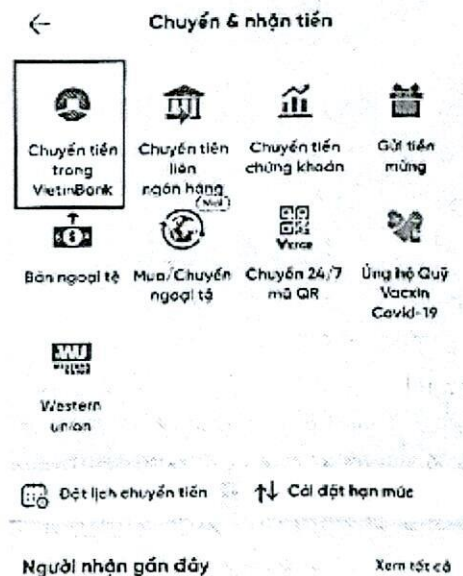 Chuyển & nhận tiền
Chuyển tiền
trong
VietinBank
Chuyển tiền
liên
ngân hàng
Chuyển tiền
chứng khoán
Gửi tiền
mừng
Bán ngoại tệ
Mới
Mua/Chuyển
ngoại tệ
Chuyển 24/7
mã QR
Ủng hộ Quỹ
Vacxin
Covid-19
WU
Western
union
Đặt lịch chuyển tiền
Cài đặt hạn mức
Người nhận gần đây
Xem tất cả